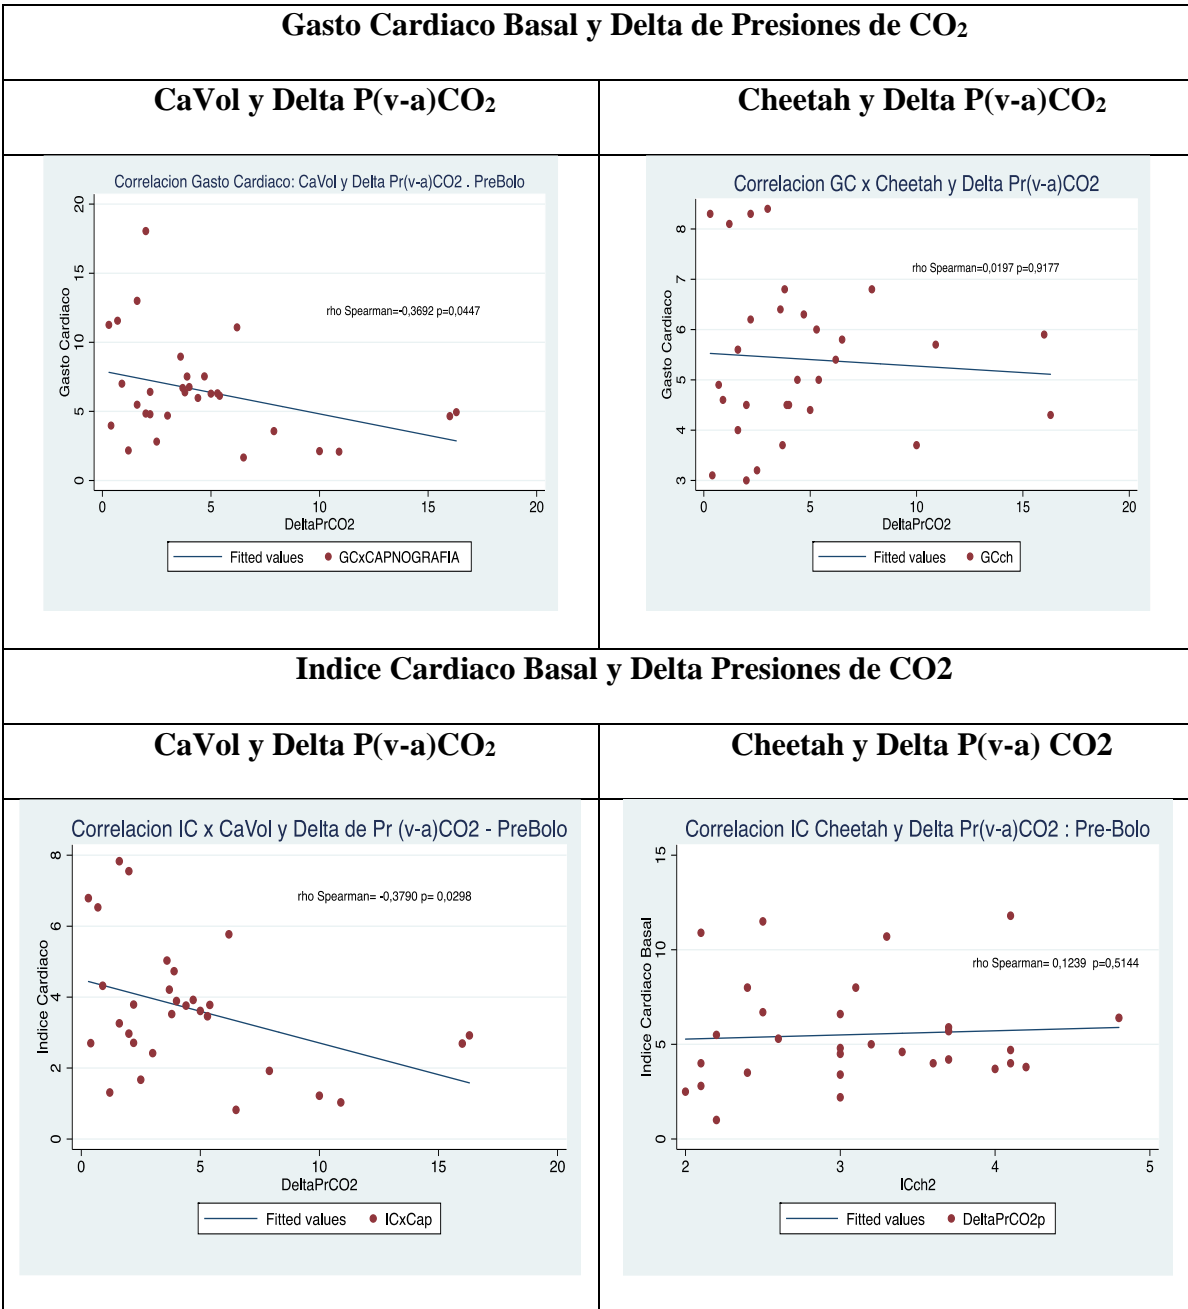 Gasto Cardiaco Basal y Delta de Presiones de CO₂
CaVol y Delta P(v-a)CO₂
Cheetah y Delta P(v-a)CO₂
Correlacion Gasto Cardiaco: CaVol y Delta Pr(v-a)CO2 . PreBolo
rho Spearman=-0,3692 p=0,0447
Gasto Cardiaco
20
15
10
5
0
0 5 10 15 20
DeltaPrCO2
Fitted values GCxCAPNOGRAFIA
Correlacion GC x Cheetah y Delta Pr(v-a)CO2
rho Spearman=0,0197 p=0,9177
Gasto Cardiaco
8
7
6
5
4
3
0 5 10 15 20
DeltaPrCO2
Fitted values GCch
Indice Cardiaco Basal y Delta Presiones de CO2
CaVol y Delta P(v-a)CO₂
Cheetah y Delta P(v-a) CO2
Correlacion IC x CaVol y Delta de Pr (v-a)CO2 - PreBolo
rho Spearman= -0,3790 p= 0,0298
Indice Cardiaco
8
6
4
2
0
0 5 10 15 20
DeltaPrCO2
Fitted values ICxCap
Correlacion IC Cheetah y Delta Pr(v-a)CO2 : Pre-Bolo
rho Spearman= 0,1239 p=0,5144
Indice Cardiaco Basal
15
10
5
0
2 3 4 5
ICch2
Fitted values DeltaPrCO2p